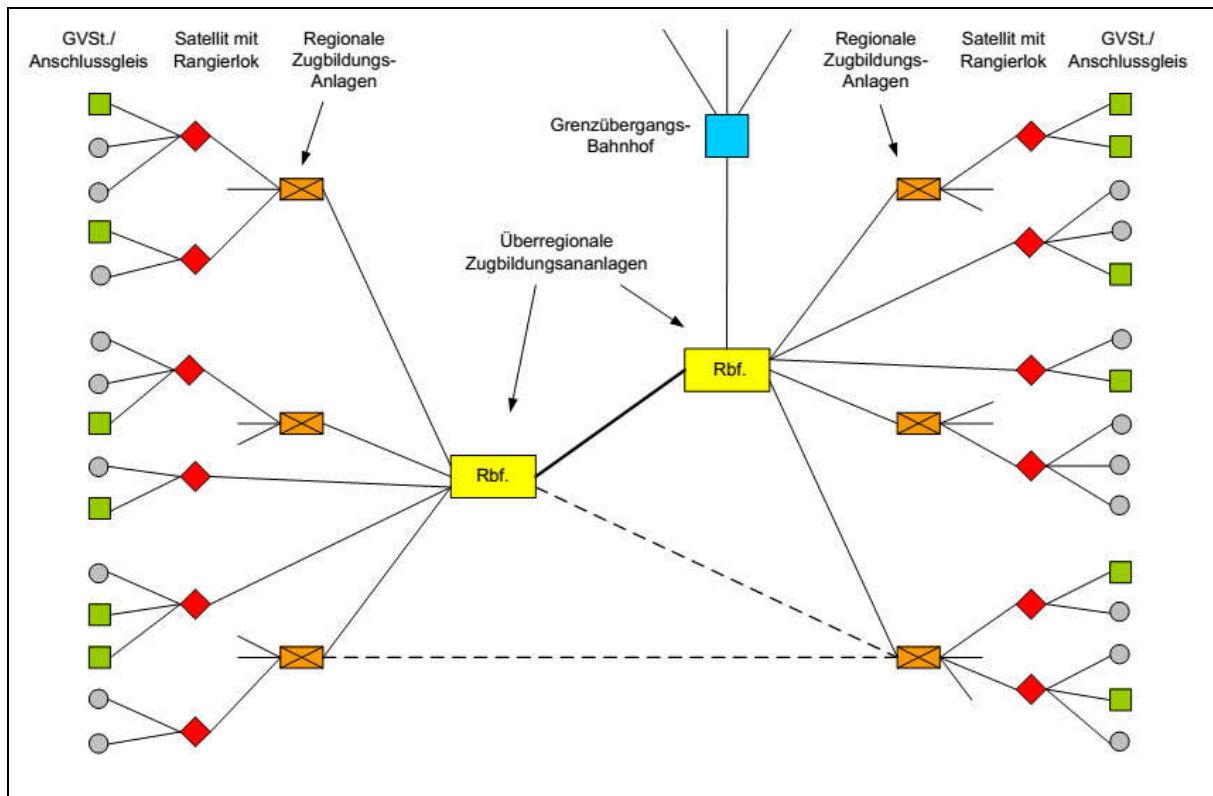 GVSt./
Anschlussgleis
Satellit mit
Rangierlok
Regionale
Zugbildungs-
Anlagen
Grenzübergangs-
Bahnhof
Regionale
Zugbildungs-
Anlagen
Satellit mit
Rangierlok
GVSt./
Anschlussgleis
Überregionale
Zugbildungsananlagen
Rbf.
Rbf.